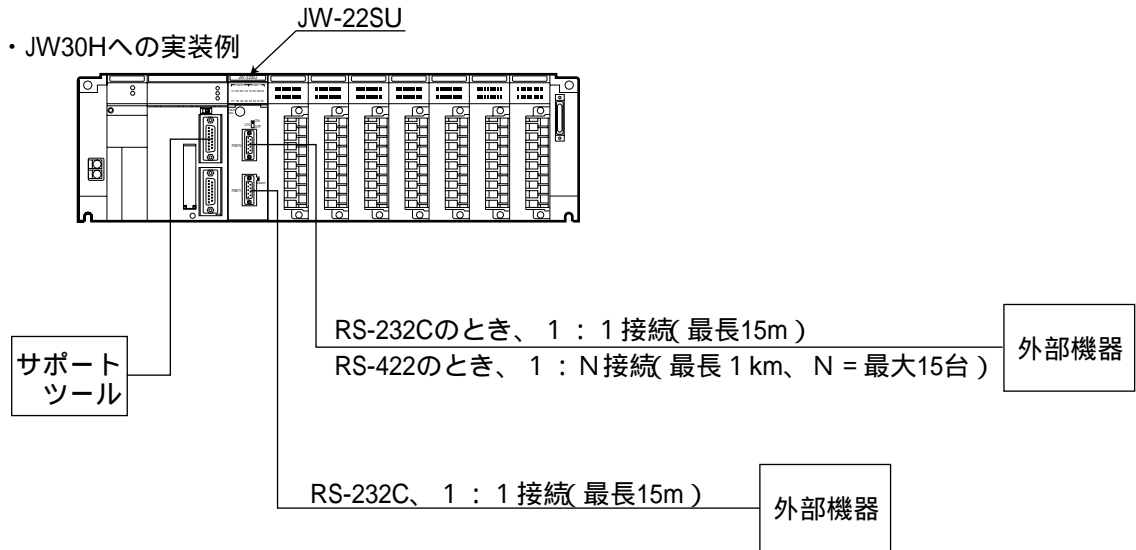 JW-22SU
・JW30Hへの実装例
JW-22SU
RS-232Cのとき、1：1接続(最長15m)
RS-422のとき、1：N接続(最長1km、N=最大15台)
外部機器
サポート
ツール
RS-232C、1：1接続(最長15m)
外部機器